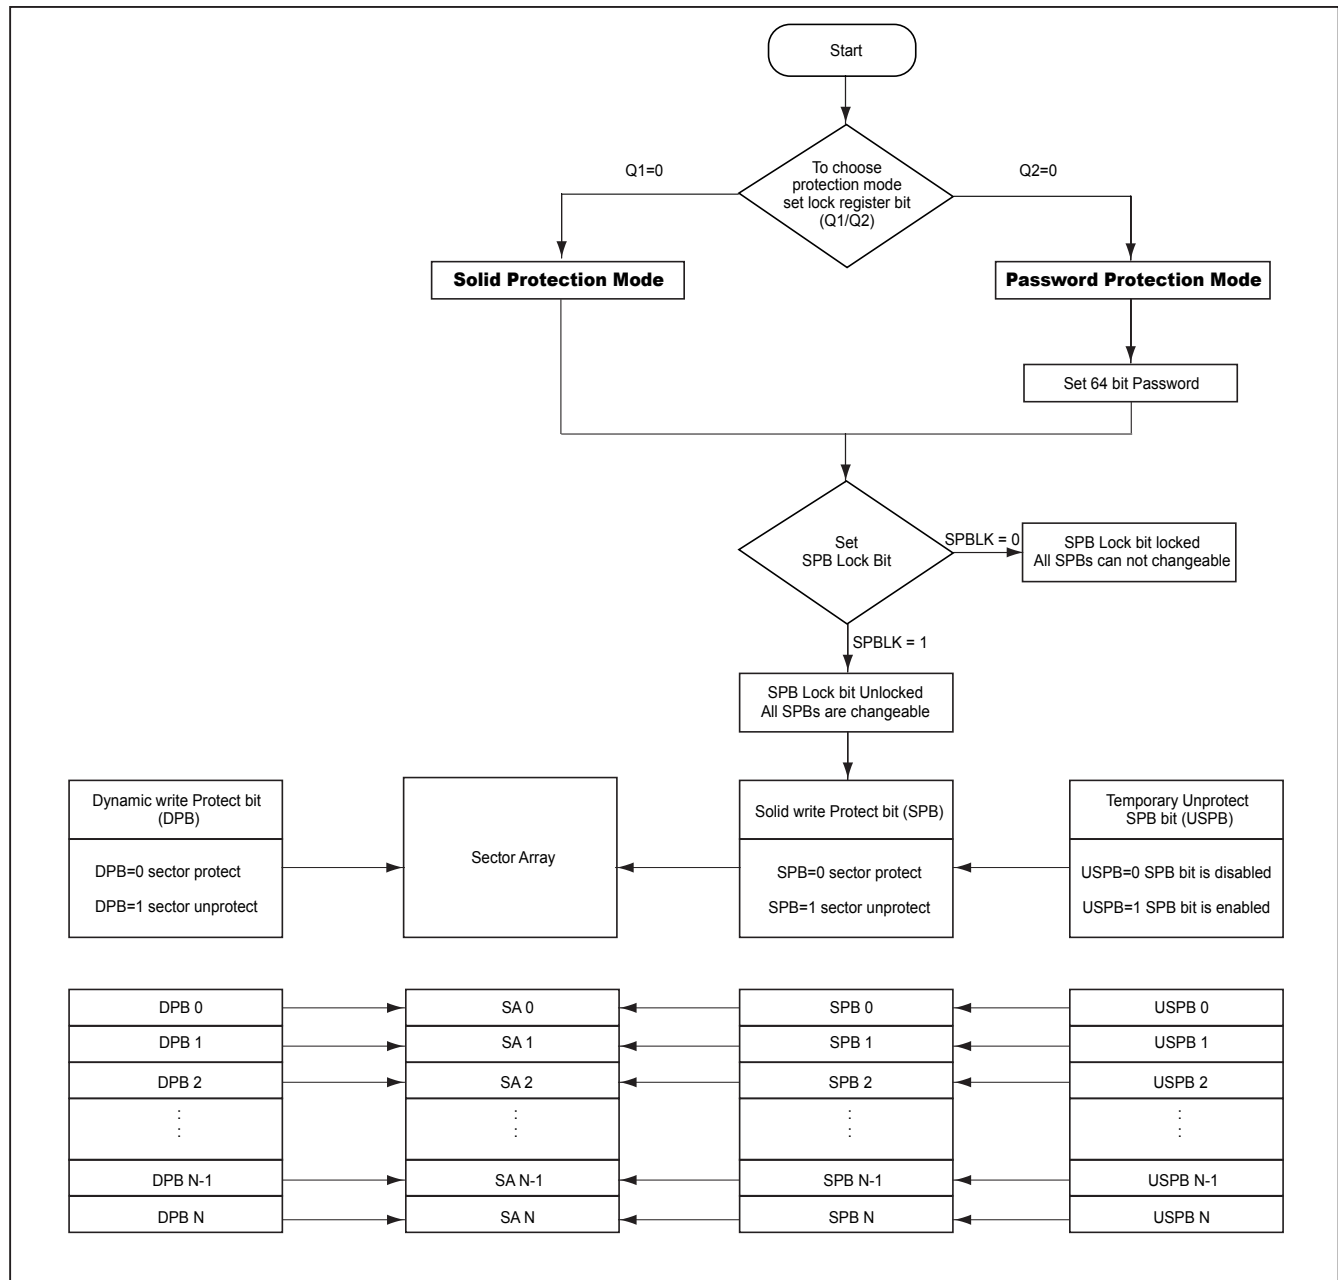 Start
To choose
protection mode
set lock register bit
(Q1/Q2)
Q1=0
Q2=0
Solid Protection Mode
Password Protection Mode
Set 64 bit Password
Set
SPB Lock Bit
SPBLK = 0
SPB Lock bit locked
All SPBs can not changeable
SPBLK = 1
SPB Lock bit Unlocked
All SPBs are changeable
Dynamic write Protect bit
(DPB)
DPB=0 sector protect
DPB=1 sector unprotect
Sector Array
Solid write Protect bit (SPB)
SPB=0 sector protect
SPB=1 sector unprotect
Temporary Unprotect
SPB bit (USPB)
USPB=0 SPB bit is disabled
USPB=1 SPB bit is enabled
DPB 0
SA 0
SPB 0
USPB 0
DPB 1
SA 1
SPB 1
USPB 1
DPB 2
SA 2
SPB 2
USPB 2
DPB N-1
SA N-1
SPB N-1
USPB N-1
DPB N
SA N
SPB N
USPB N